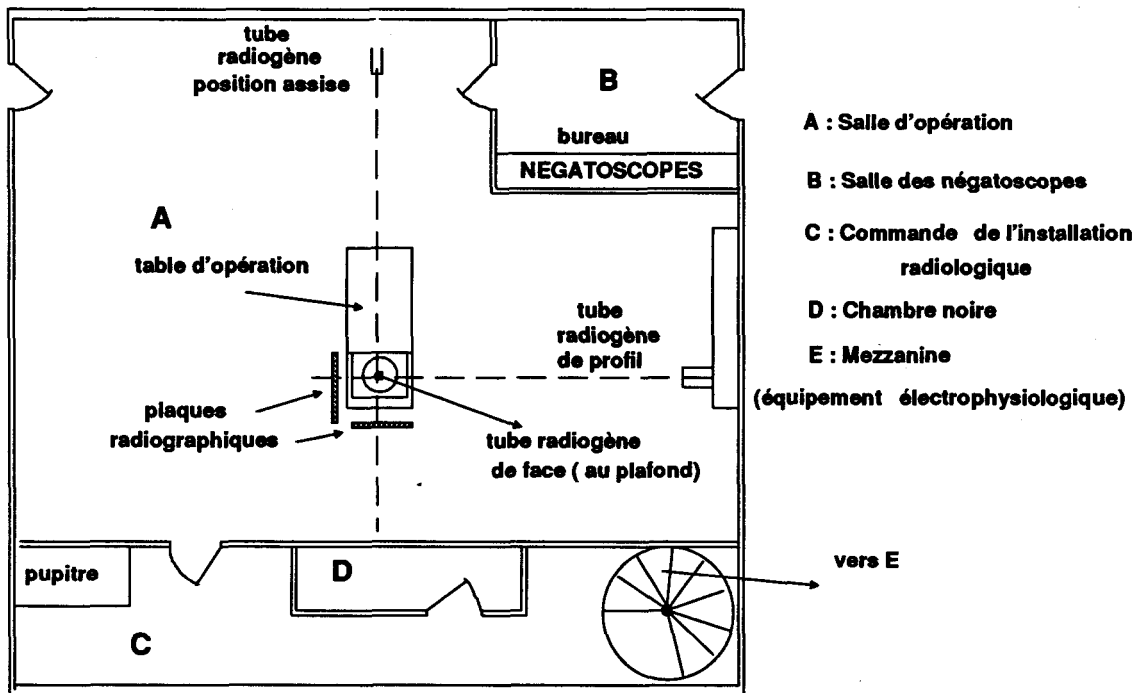 tube
radiogène
position assise
B
bureau
NEGATOSCOPES
A
table d'opération
tube
radiogène
de profil
plaques
radiographiques
tube radiogène
de face ( au plafond)
pupitre
D
C
vers E
A : Salle d'opération
B : Salle des négatoscopes
C : Commande de l'installation
radiologique
D : Chambre noire
E : Mezzanine
(équipement électrophysiologique)